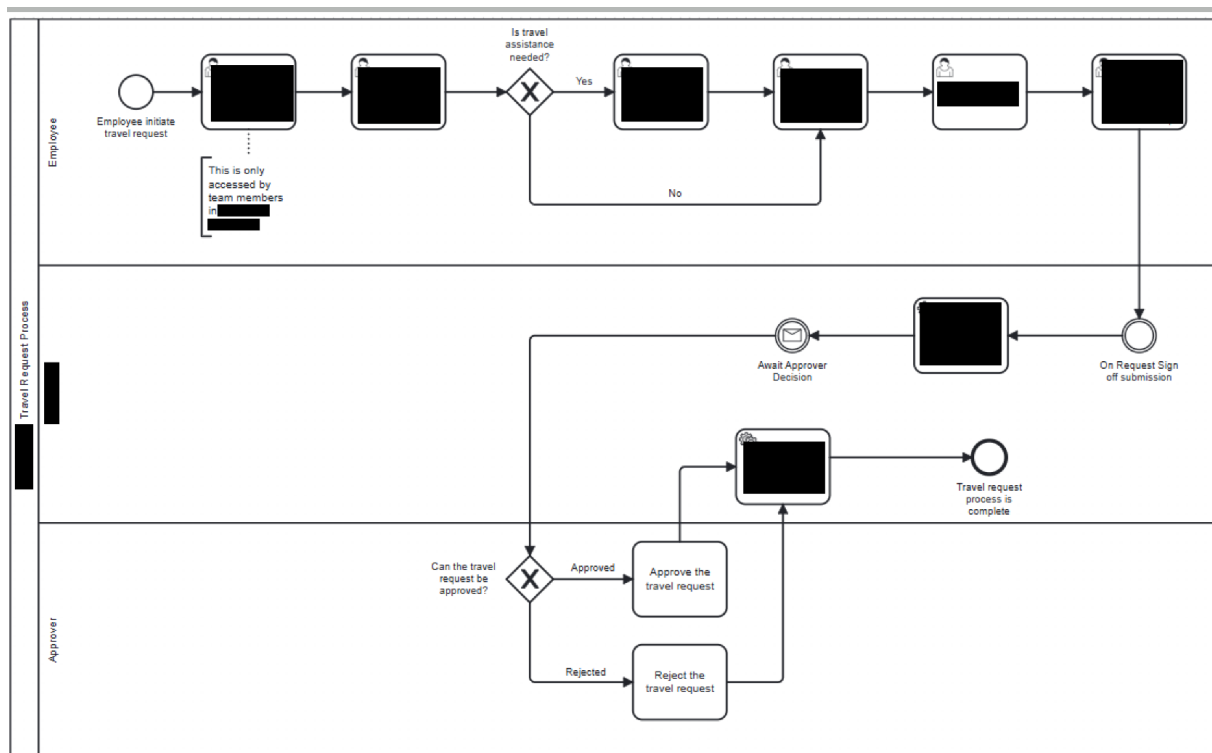 Is travel
assistance
needed?
Yes
Employee initiate
travel request
This is only
accessed by
team members
in
No
Employee
Travel Request Process
Await Approver
Decision
On Request Sign
off submission
Travel request
process is
complete
Can the travel
request be
approved?
Approved
Approve the
travel request
Rejected
Reject the
travel request
Approver